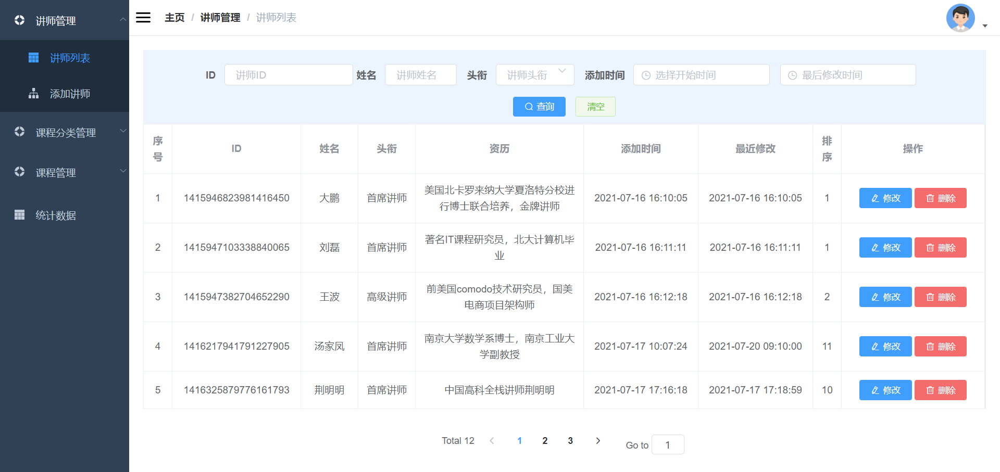 讲师管理
讲师列表
添加讲师
课程分类管理
课程管理
统计数据
主页 / 讲师管理 / 讲师列表
ID 讲师ID 姓名 讲师姓名 头衔 讲师头衔 添加时间 选择开始时间 最后修改时间
查询 清空
序号 ID 姓名 头衔 资历 添加时间 最近修改 排序 操作
1 1415946823981416450 大鹏 首席讲师 美国北卡罗来纳大学夏洛特分校进
行博士联合培养，金牌讲师 2021-07-16 16:10:05 2021-07-16 16:10:05 1 修改 删除
2 1415947103338840065 刘磊 首席讲师 著名IT课程研究员，北大计算机毕
业 2021-07-16 16:11:11 2021-07-16 16:11:11 1 修改 删除
3 1415947382704652290 王波 高级讲师 前美国comodo技术研究员，国美
电商项目架构师 2021-07-16 16:12:18 2021-07-16 16:12:18 2 修改 删除
4 1416217941791227905 汤家凤 首席讲师 南京大学数学系博士，南京工业大
学副教授 2021-07-17 10:07:24 2021-07-20 09:10:00 11 修改 删除
5 1416325879776161793 荆明明 首席讲师 中国高科全栈讲师荆明明 2021-07-17 17:16:18 2021-07-17 17:18:59 10 修改 删除
Total 12 1 2 3 Go to 1